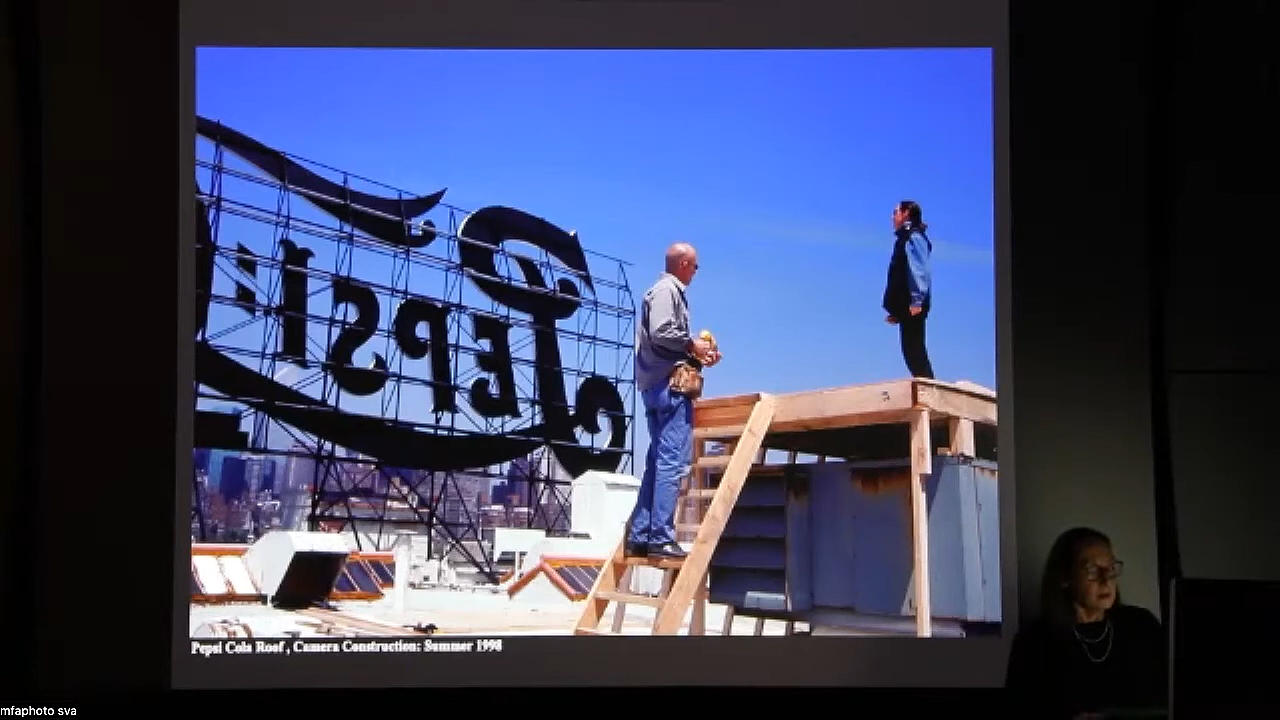 Pepsi
Pepsi Cola Roof , Camera Construction: Summer 1998
mfaphoto sva